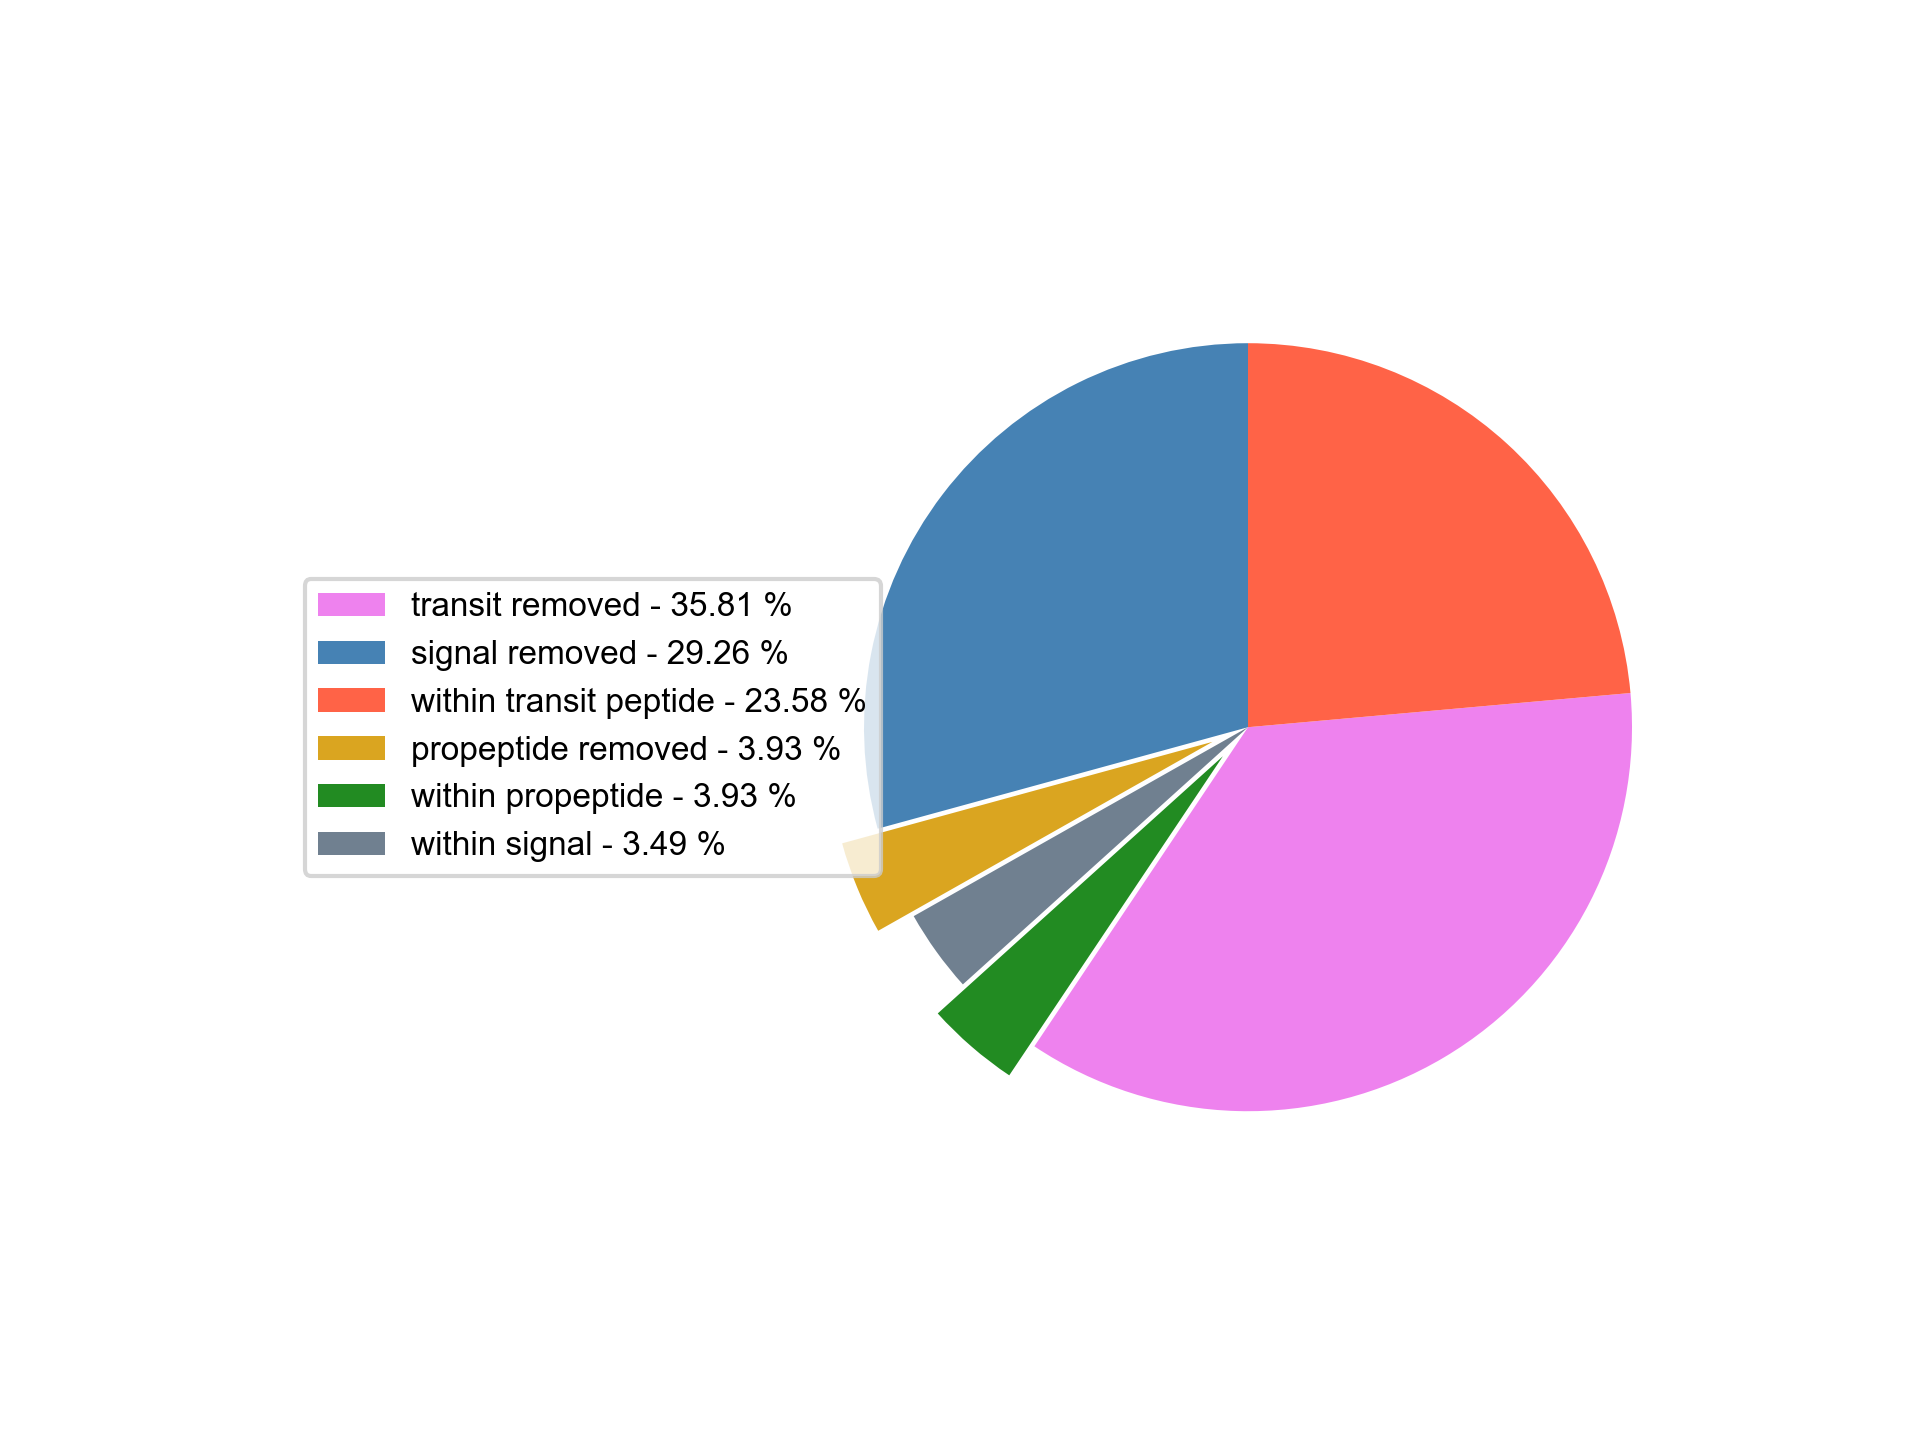 transit removed - 35.81 %
signal removed - 29.26 %
within transit peptide - 23.58 %
propeptide removed - 3.93 %
within propeptide - 3.93 %
within signal - 3.49 %